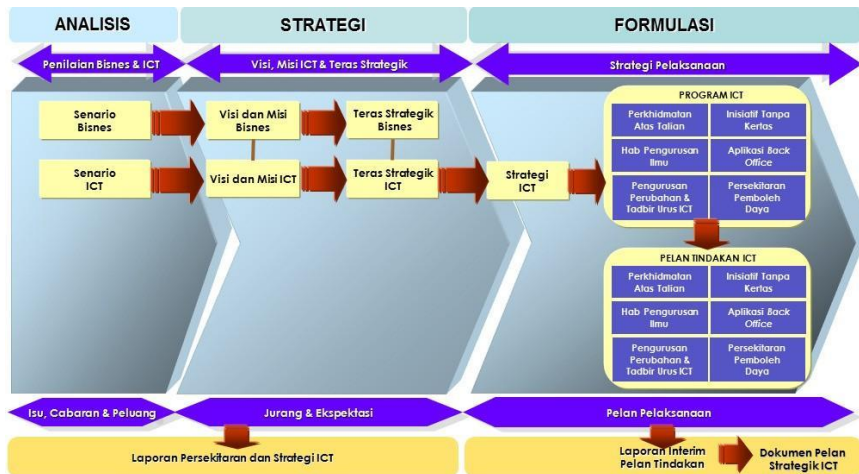 ANALISIS
STRATEGI
FORMULASI
Penilaian Bisnes & ICT
Visi, Misi ICT & Teras Strategik
Strategi Pelaksanaan
Senario
Bisnes
Visi dan Misi
Bisnes
Teras Strategik
Bisnes
Senario
ICT
Visi dan Misi ICT
Teras Strategik
ICT
Strategi
ICT
PROGRAM ICT
Perkhidmatan
Atas Talian
Inisiatif Tanpa
Kertas
Hab Pengurusan
Ilmu
Aplikasi Back
Office
Pengurusan
Perubahan &
Tadbir Urus ICT
Persekitaran
Pemboleh
Daya
PELAN TINDAKAN ICT
Perkhidmatan
Atas Talian
Inisiatif Tanpa
Kertas
Hab Pengurusan
Ilmu
Aplikasi Back
Office
Pengurusan
Perubahan &
Tadbir Urus ICT
Persekitaran
Pemboleh
Daya
Isu, Cabaran & Peluang
Jurang & Ekspektasi
Pelan Pelaksanaan
Laporan Persekitaran dan Strategi ICT
Laporan Interim
Pelan Tindakan
Dokumen Pelan
Strategik ICT